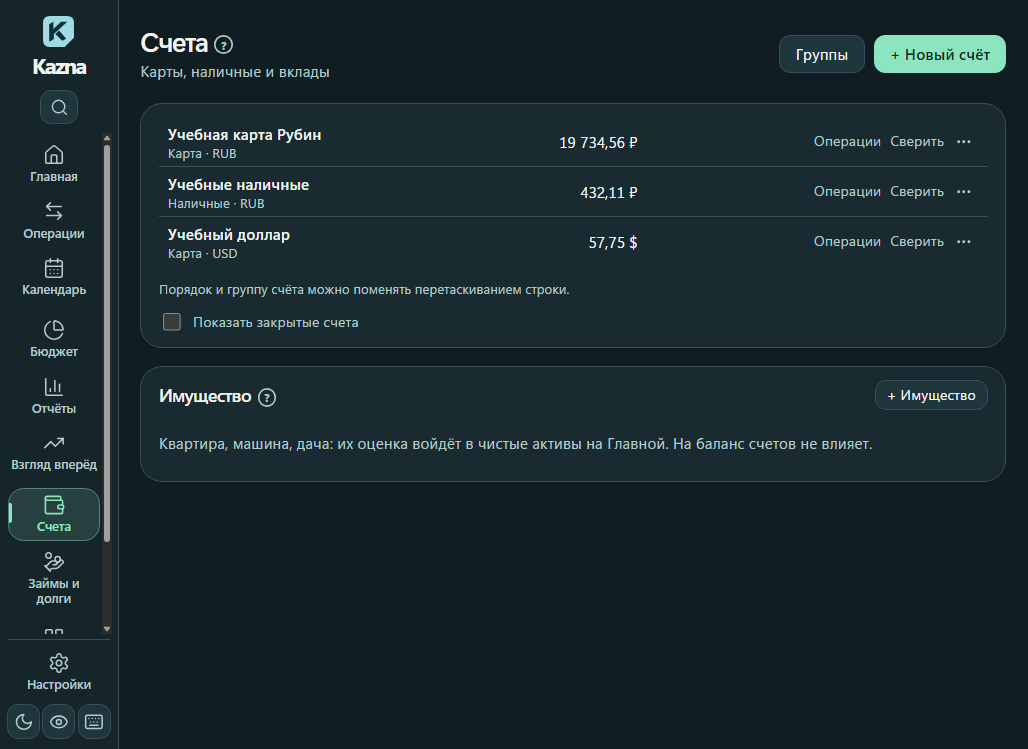 Kazna
Главная
Операции
Календарь
Бюджет
Отчёты
Взгляд вперёд
Счета
Займы и
долги
Настройки
Счета ?
Карты, наличные и вклады
Группы
+ Новый счёт
Учебная карта Рубин
Карта · RUB
19 734,56 ₽
Операции Сверить ···
Учебные наличные
Наличные · RUB
432,11 ₽
Операции Сверить ···
Учебный доллар
Карта · USD
57,75 $
Операции Сверить ···
Порядок и группу счёта можно поменять перетаскиванием строки.
Показать закрытые счета
Имущество ?
+ Имущество
Квартира, машина, дача: их оценка войдёт в чистые активы на Главной. На баланс счетов не влияет.